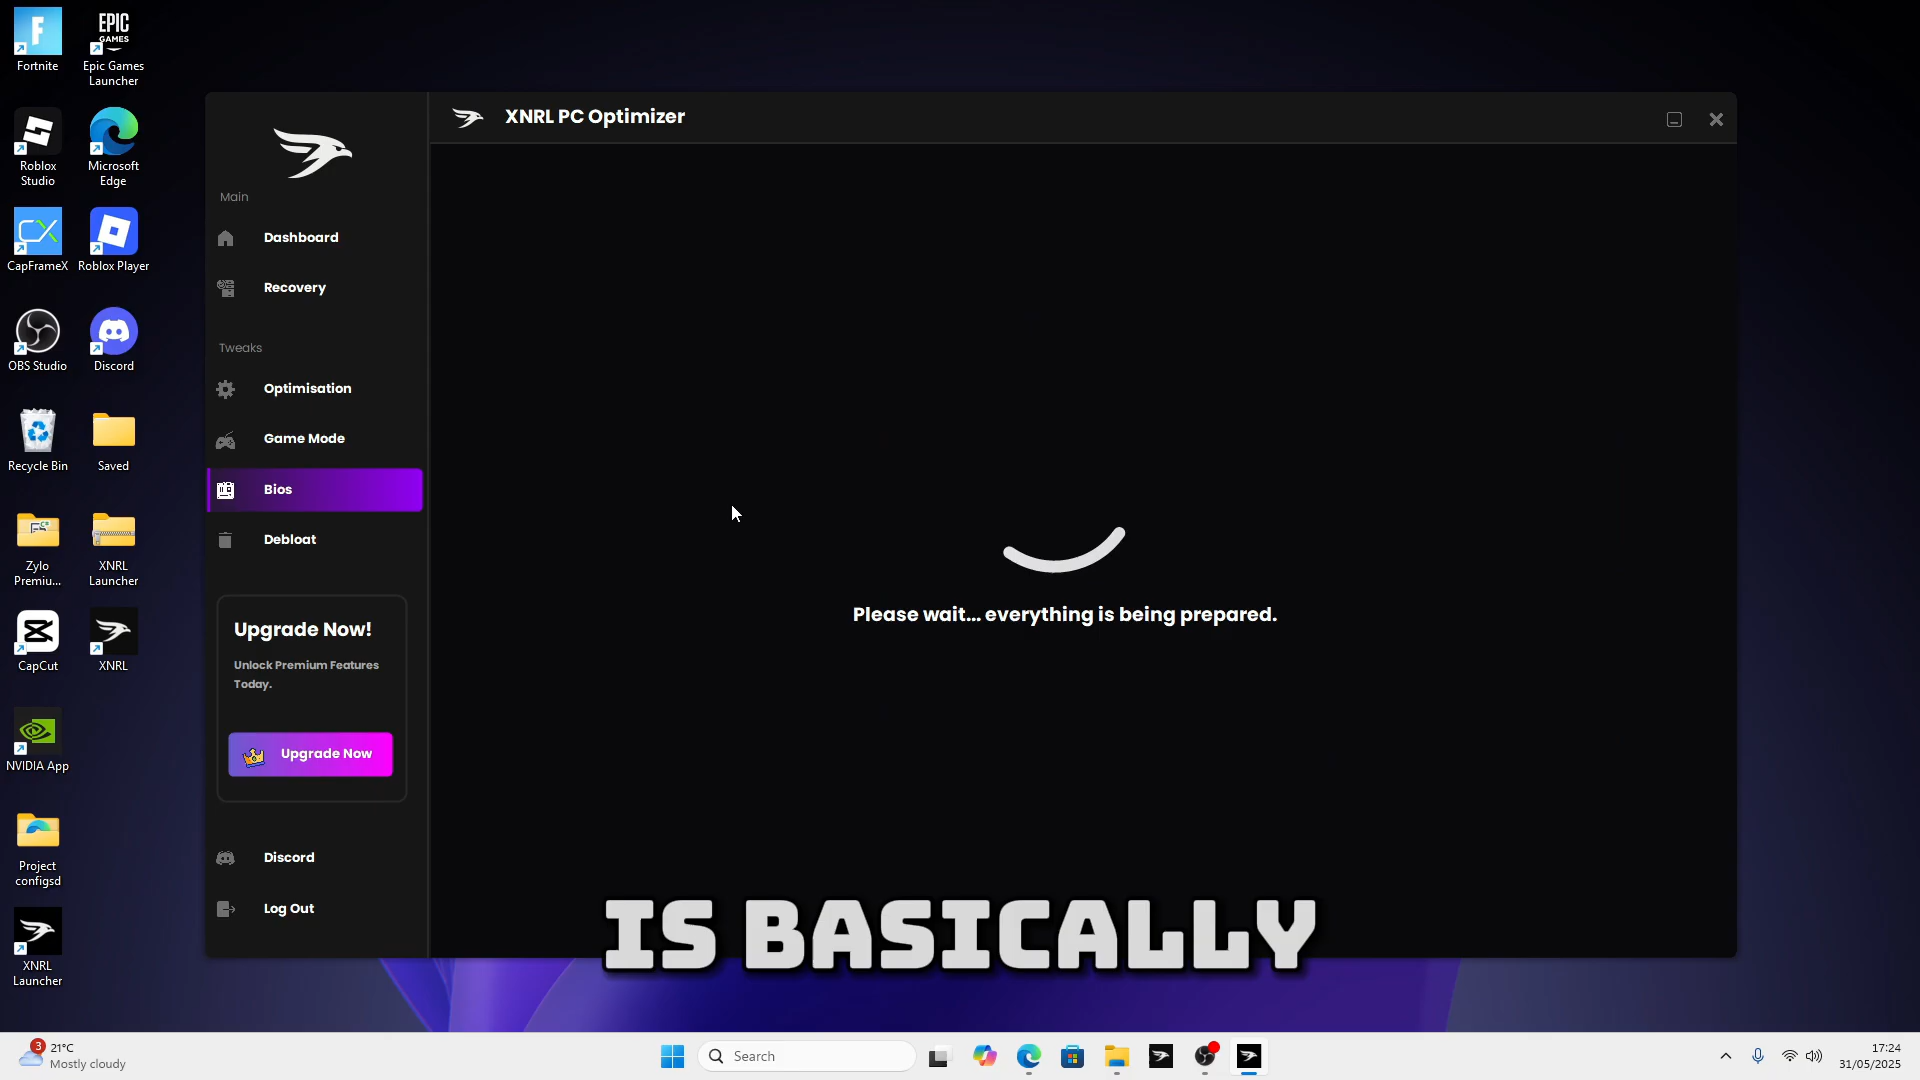 Fortnite
EPIC
GAMES
Epic Games
Launcher
Roblox
Studio
Microsoft
Edge
CapFrameX
Roblox Player
OBS Studio
Discord
Recycle Bin
Saved
Zylo
Premiu...
XNRL
Launcher
CapCut
XNRL
NVIDIA App
Project
configsd
XNRL
Launcher
XNRL PC Optimizer
Main
Dashboard
Recovery
Tweaks
Optimisation
Game Mode
Bios
Debloat
Upgrade Now!
Unlock Premium Features
Today.
Upgrade Now
Discord
Log Out
Please wait... everything is being prepared.
IS BASICALLY
3
21°C
Mostly cloudy
Search
17:24
31/05/2025